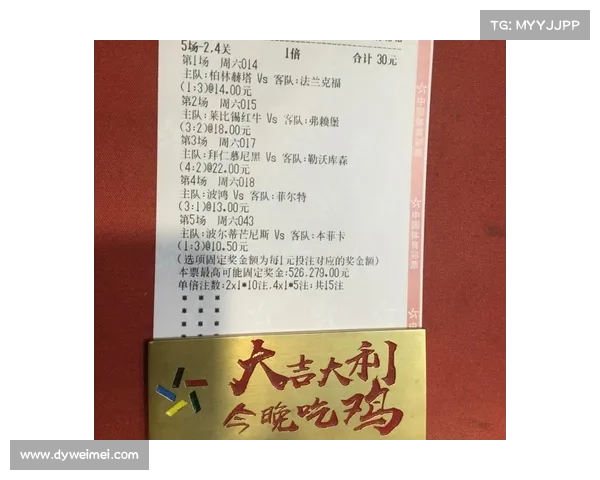 TG: MYYJJPP
5场-2,4关 1倍 合计 30元
第1场 周六014
主队:柏林赫塔 Vs 客队:法兰克福
(1:3)@14.00元
第2场 周六015
主队:莱比锡红牛 Vs 客队:弗赖堡
(3:2)@18.00元
第3场 周六017
主队:拜仁慕尼黑 Vs 客队:勒沃库森
(4:2)@22.00元
第4场 周六018
主队:波鸿 Vs 客队:菲尔特
(3:1)@13.00元
第5场 周六043
主队:波尔蒂芒尼斯 Vs 客队:本菲卡
(1:3)@10.50元
(选项固定奖金额为每1元投注对应的奖金额)
本票最高可能固定奖金:526,279.00元
单倍注数:2x1*10注,4x1*5注;共15注
中国体育彩票
大吉大利
今晚吃鸡
www.dyweimei.com